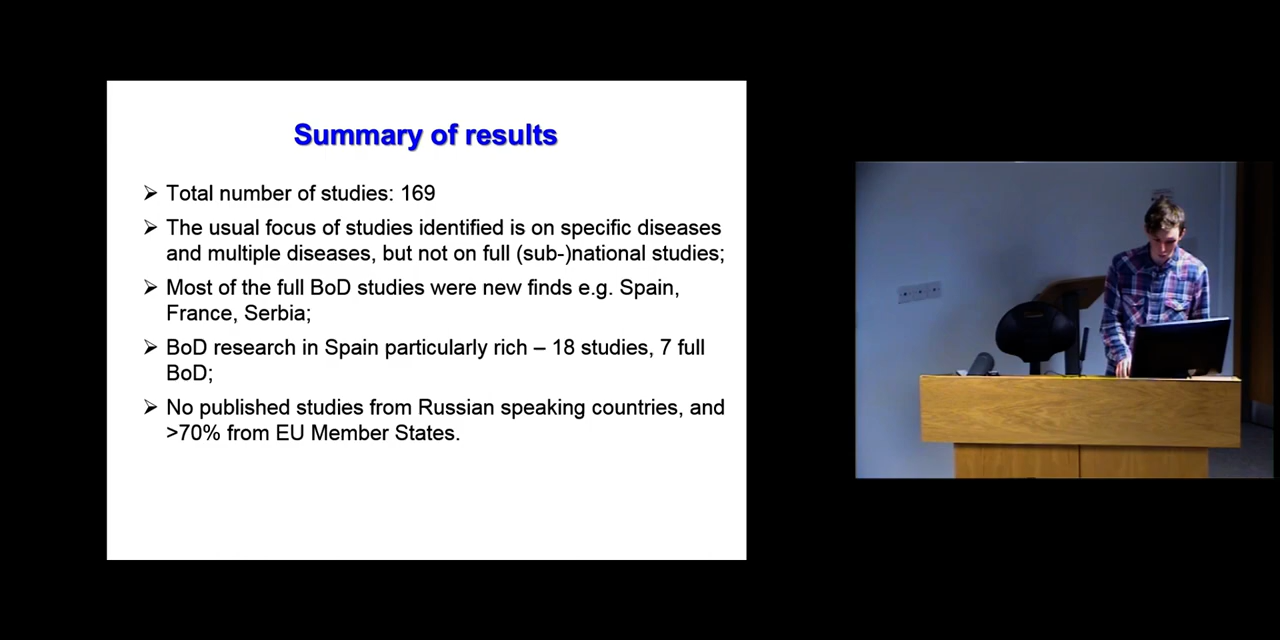 Summary of results
➢ Total number of studies: 169
➢ The usual focus of studies identified is on specific diseases
and multiple diseases, but not on full (sub-)national studies;
➢ Most of the full BoD studies were new finds e.g. Spain,
France, Serbia;
➢ BoD research in Spain particularly rich – 18 studies, 7 full
BoD;
➢ No published studies from Russian speaking countries, and
>70% from EU Member States.